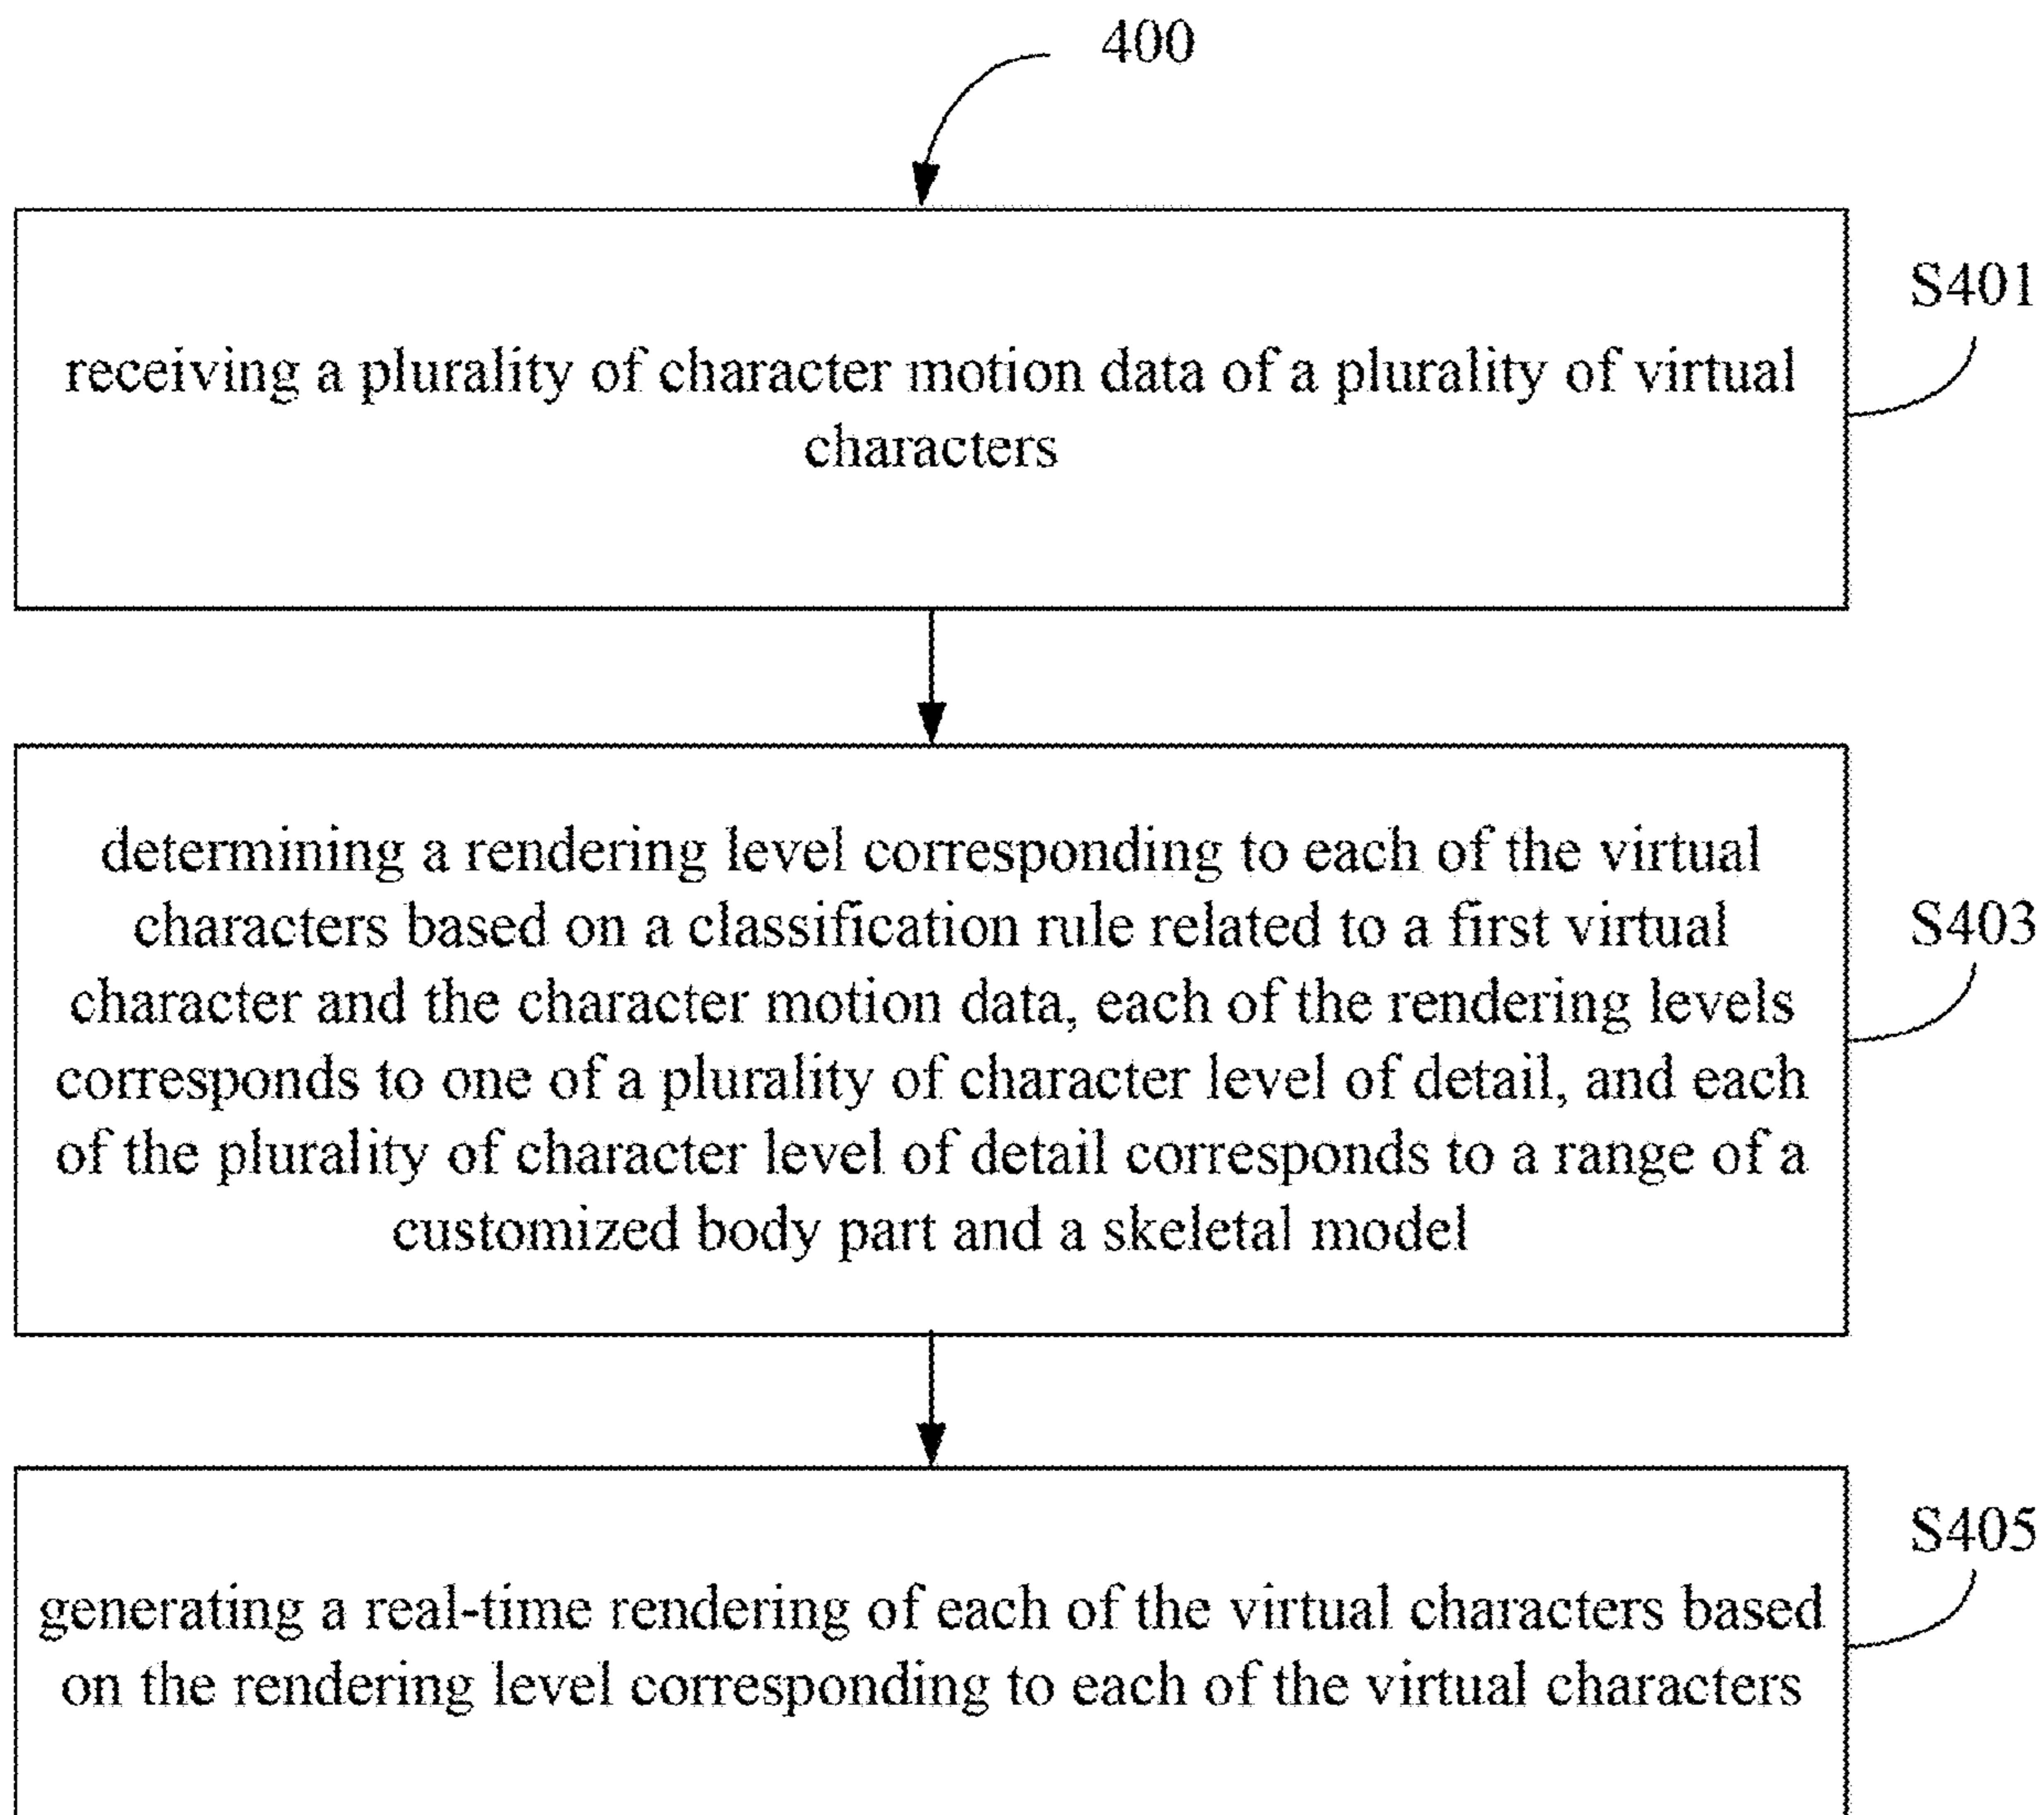 400
S401
receiving a plurality of character motion data of a plurality of virtual
characters
determining a rendering level corresponding to each of the virtual
characters based on a classification rule related to a first virtual
character and the character motion data, each of the rendering levels
corresponds to one of a plurality of character level of detail, and each
of the plurality of character level of detail corresponds to a range of a
customized body part and a skeletal model
S403
S405
generating a real-time rendering of each of the virtual characters based
on the rendering level corresponding to each of the virtual characters